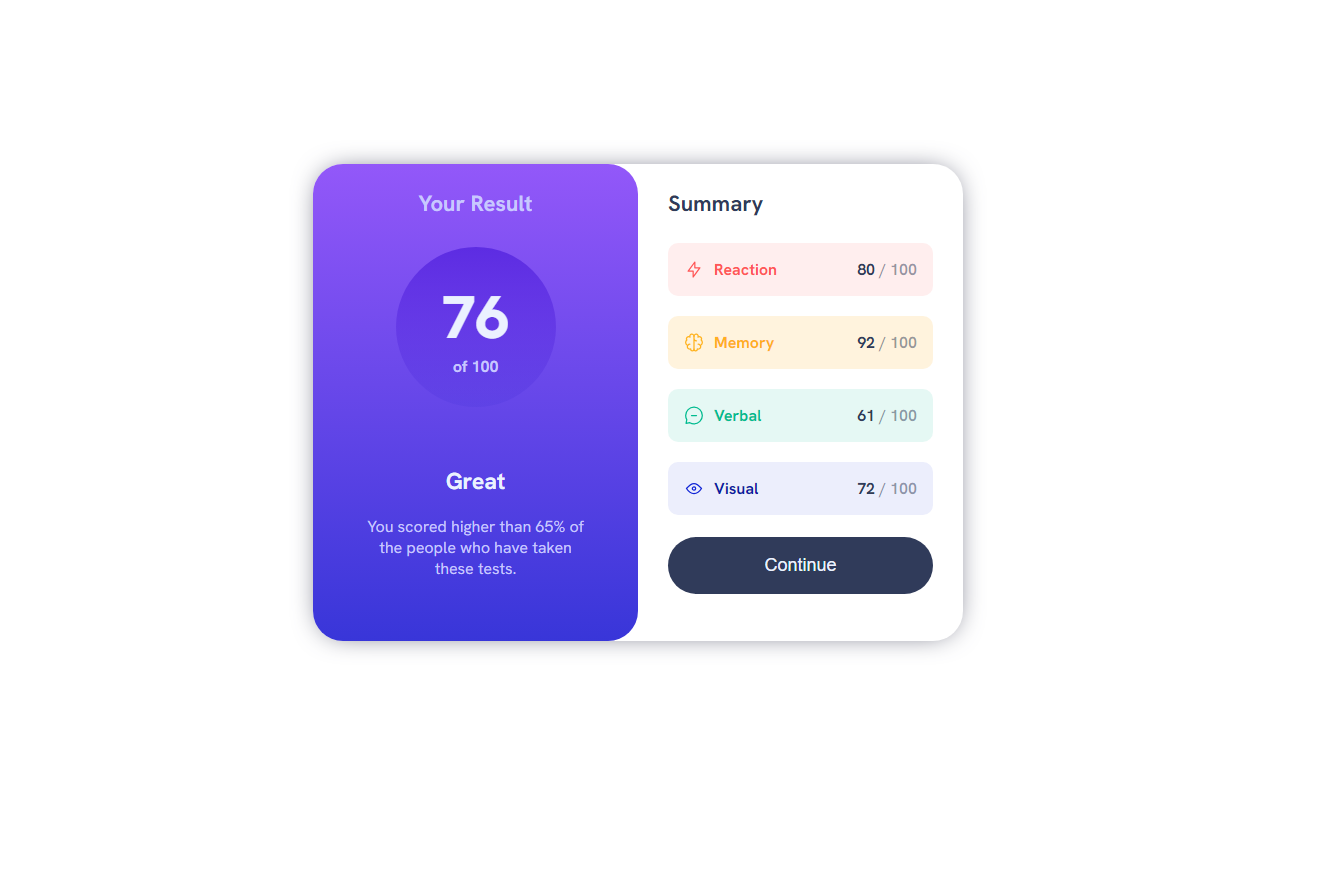 Your Result
76
of 100
Great
You scored higher than 65% of
the people who have taken
these tests.
Summary
Reaction 80 / 100
Memory 92 / 100
Verbal 61 / 100
Visual 72 / 100
Continue